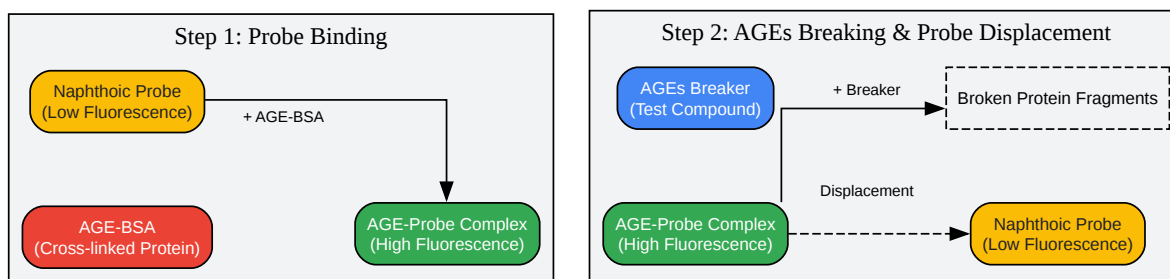 Step 1: Probe Binding
Naphthoic Probe
(Low Fluorescence)
+ AGE-BSA
AGE-BSA
(Cross-linked Protein)
AGE-Probe Complex
(High Fluorescence)
Step 2: AGEs Breaking & Probe Displacement
AGEs Breaker
(Test Compound)
+ Breaker
Broken Protein Fragments
Displacement
AGE-Probe Complex
(High Fluorescence)
Naphthoic Probe
(Low Fluorescence)